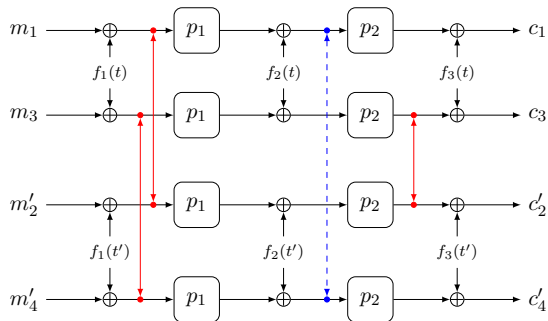 m₁ p₁ p₂ c₁
f₁(t) f₂(t) f₃(t)
m₃ p₁ p₂ c₃
m′₂ p₁ p₂ c′₂
f₁(t′) f₂(t′) f₃(t′)
m′₄ p₁ p₂ c′₄